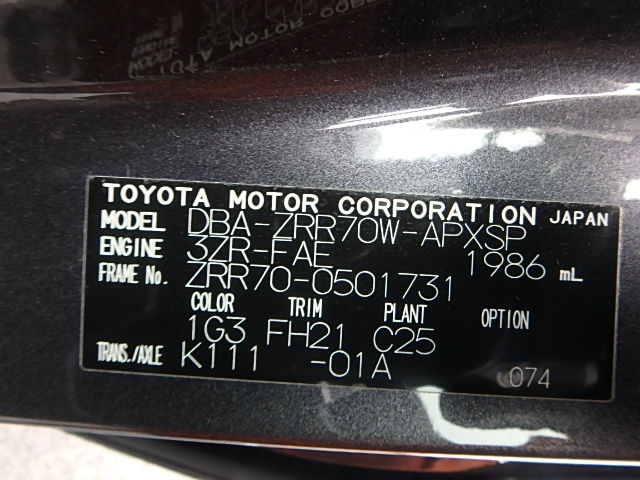 TOYOTA MOTOR CORPORATION JAPAN
MODEL DBA-ZRR70W-APXSP
ENGINE 3ZR-FAE 1986 mL
FRAME No. ZRR70-0501731
COLOR TRIM PLANT OPTION
1G3 FH21 C25
TRANS./AXLE K111 -01A 074